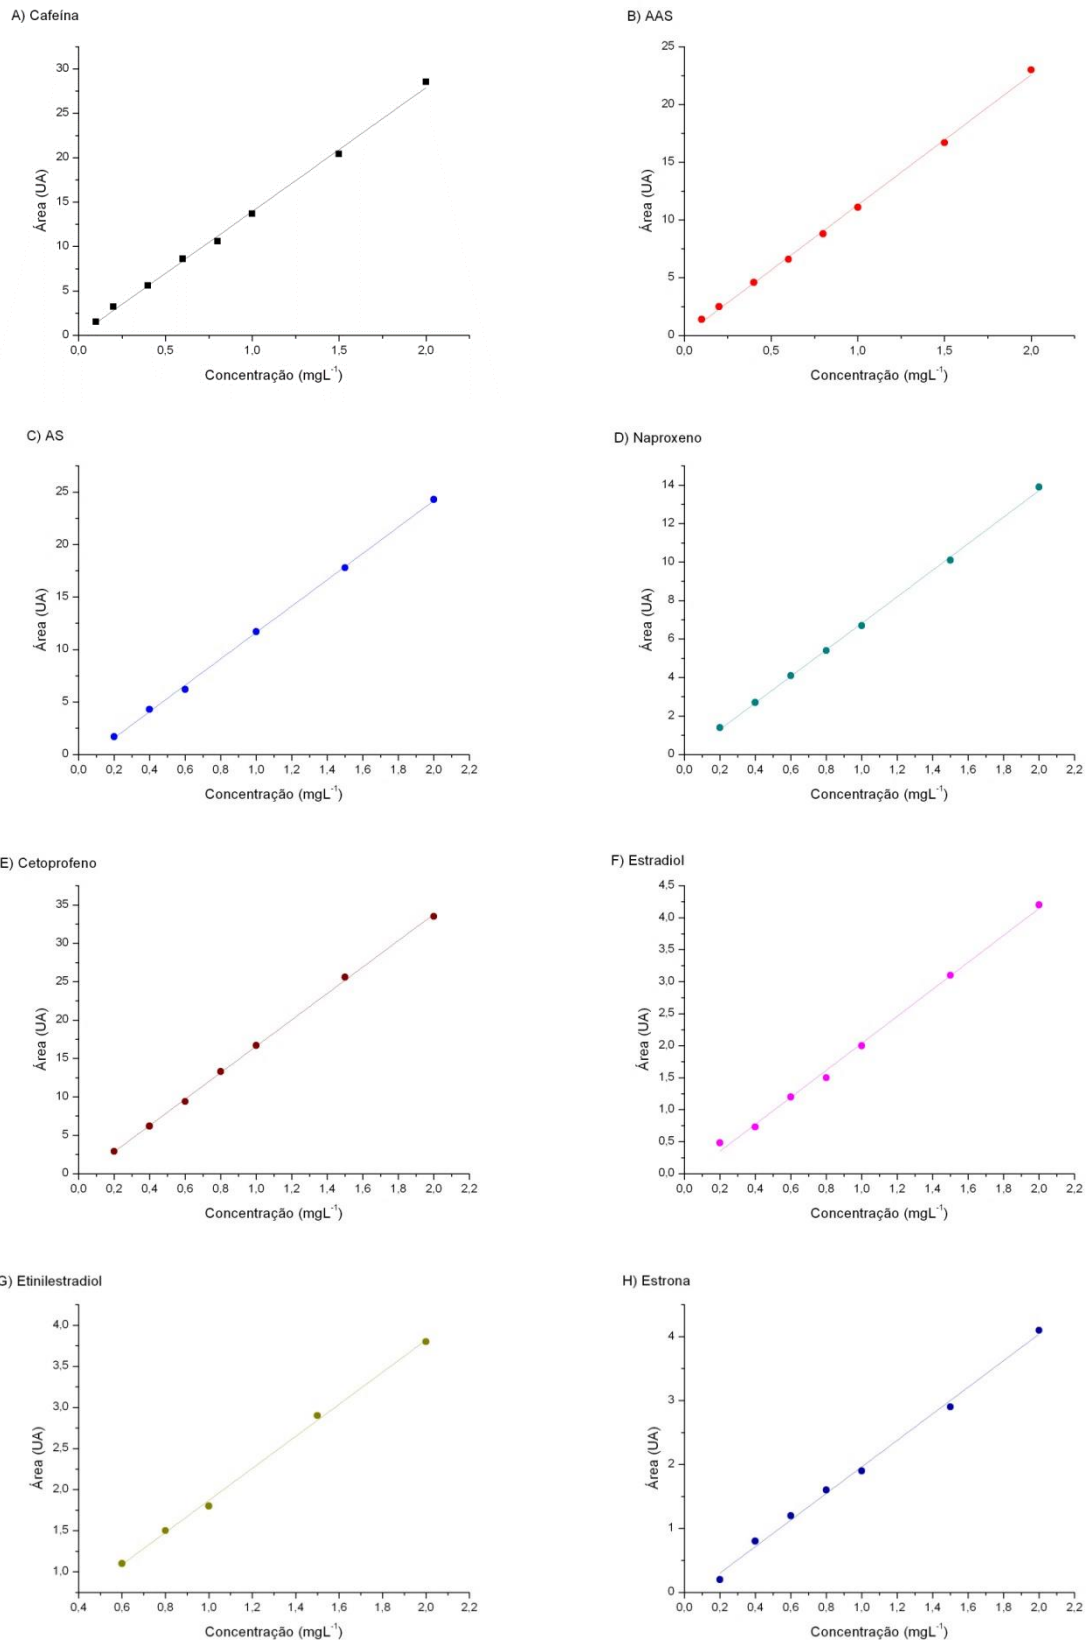 A) Cafeína
30
25
20
15
10
5
0
Área (UA)
0,0 0,5 1,0 1,5 2,0
Concentração (mgL⁻¹)
B) AAS
25
20
15
10
5
0
Área (UA)
0,0 0,5 1,0 1,5 2,0
Concentração (mgL⁻¹)
C) AS
25
20
15
10
5
0
Área (UA)
0,0 0,2 0,4 0,6 0,8 1,0 1,2 1,4 1,6 1,8 2,0 2,2
Concentração (mgL⁻¹)
D) Naproxeno
14
12
10
8
6
4
2
0
Área (UA)
0,0 0,2 0,4 0,6 0,8 1,0 1,2 1,4 1,6 1,8 2,0 2,2
Concentração (mgL⁻¹)
E) Cetoprofeno
35
30
25
20
15
10
5
0
Área (UA)
0,0 0,2 0,4 0,6 0,8 1,0 1,2 1,4 1,6 1,8 2,0 2,2
Concentração (mgL⁻¹)
F) Estradiol
4,5
4,0
3,5
3,0
2,5
2,0
1,5
1,0
0,5
0,0
Área (UA)
0,0 0,2 0,4 0,6 0,8 1,0 1,2 1,4 1,6 1,8 2,0 2,2
Concentração (mgL⁻¹)
G) Etinilestradiol
4,0
3,5
3,0
2,5
2,0
1,5
1,0
Área (UA)
0,4 0,6 0,8 1,0 1,2 1,4 1,6 1,8 2,0 2,2
Concentração (mgL⁻¹)
H) Estrona
4
3
2
1
0
Área (UA)
0,0 0,2 0,4 0,6 0,8 1,0 1,2 1,4 1,6 1,8 2,0 2,2
Concentração (mgL⁻¹)